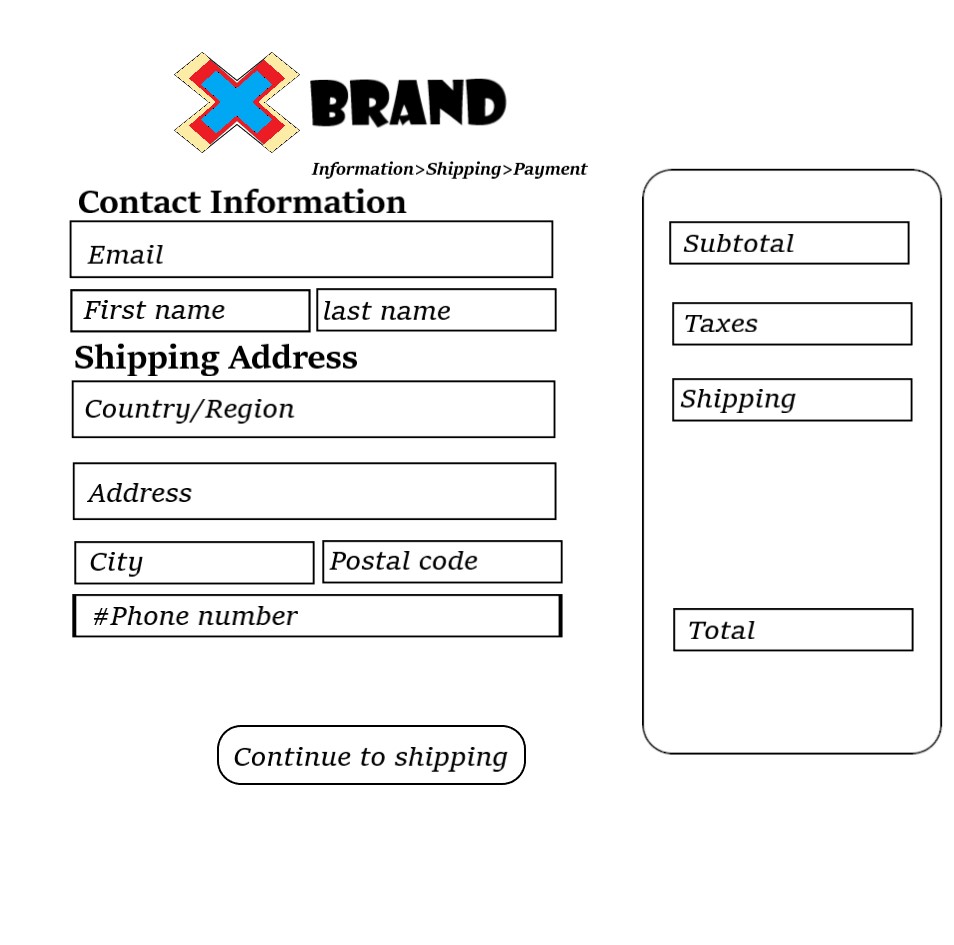 BRAND
Information>Shipping>Payment
Contact Information
Email
First name
last name
Shipping Address
Country/Region
Address
City
Postal code
#Phone number
Continue to shipping
Subtotal
Taxes
Shipping
Total